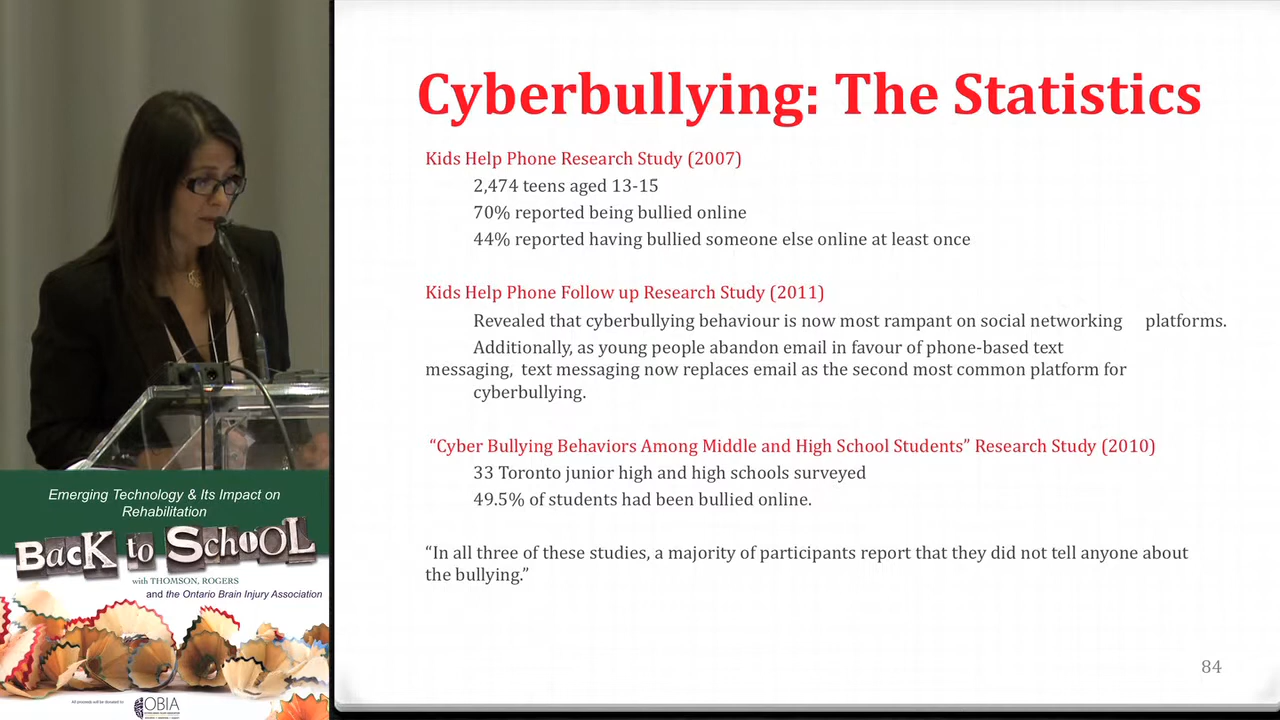 Cyberbullying: The Statistics
Kids Help Phone Research Study (2007)
2,474 teens aged 13-15
70% reported being bullied online
44% reported having bullied someone else online at least once
Kids Help Phone Follow up Research Study (2011)
Revealed that cyberbullying behaviour is now most rampant on social networking platforms.
Additionally, as young people abandon email in favour of phone-based text
messaging, text messaging now replaces email as the second most common platform for
cyberbullying.
“Cyber Bullying Behaviors Among Middle and High School Students” Research Study (2010)
33 Toronto junior high and high schools surveyed
49.5% of students had been bullied online.
“In all three of these studies, a majority of participants report that they did not tell anyone about
the bullying.”
84
Emerging Technology & Its Impact on
Rehabilitation
BacK to ScHoOL
with THOMSON, ROGERS
and the Ontario Brain Injury Association
All proceeds will be donated to:
OBIA